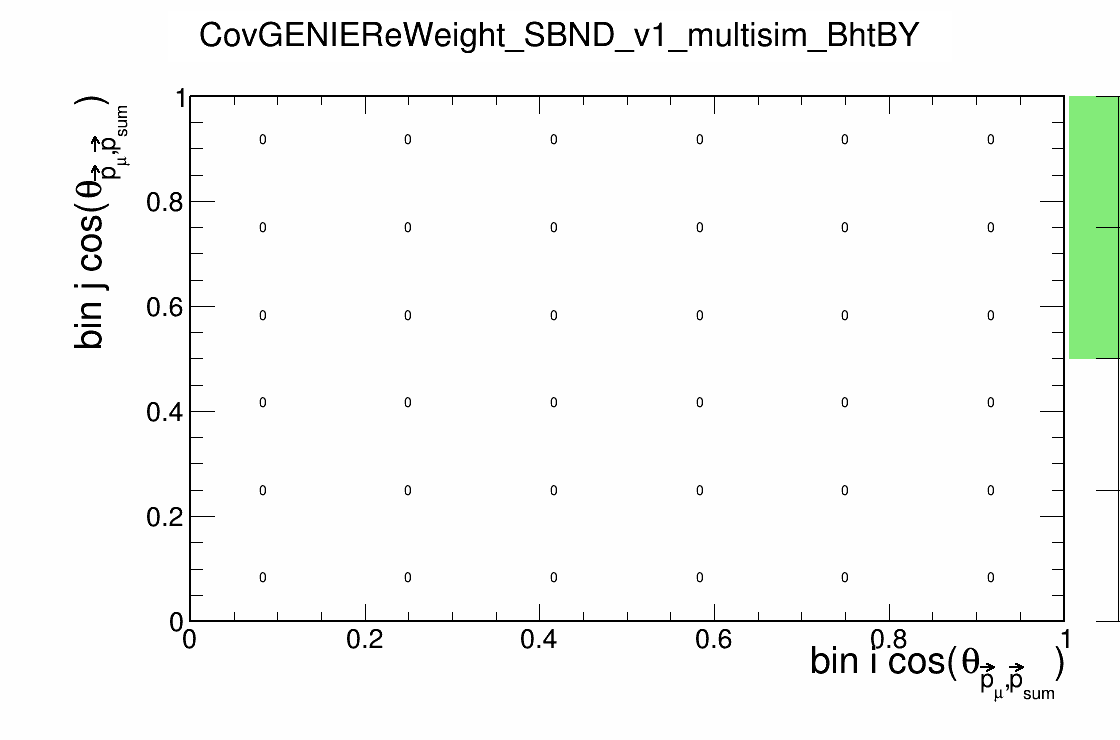 CovGENIEReWeight_SBND_v1_multisim_BhtBY
bin j cos(θ p⃗μ,p⃗sum)
1
0 0 0 0 0 0
0.8
0 0 0 0 0 0
0.6
0 0 0 0 0 0
0.4
0 0 0 0 0 0
0.2
0 0 0 0 0 0
0 0 0 0 0 0
0
0 0.2 0.4 0.6 0.8 1
bin i cos(θ p⃗μ,p⃗sum)